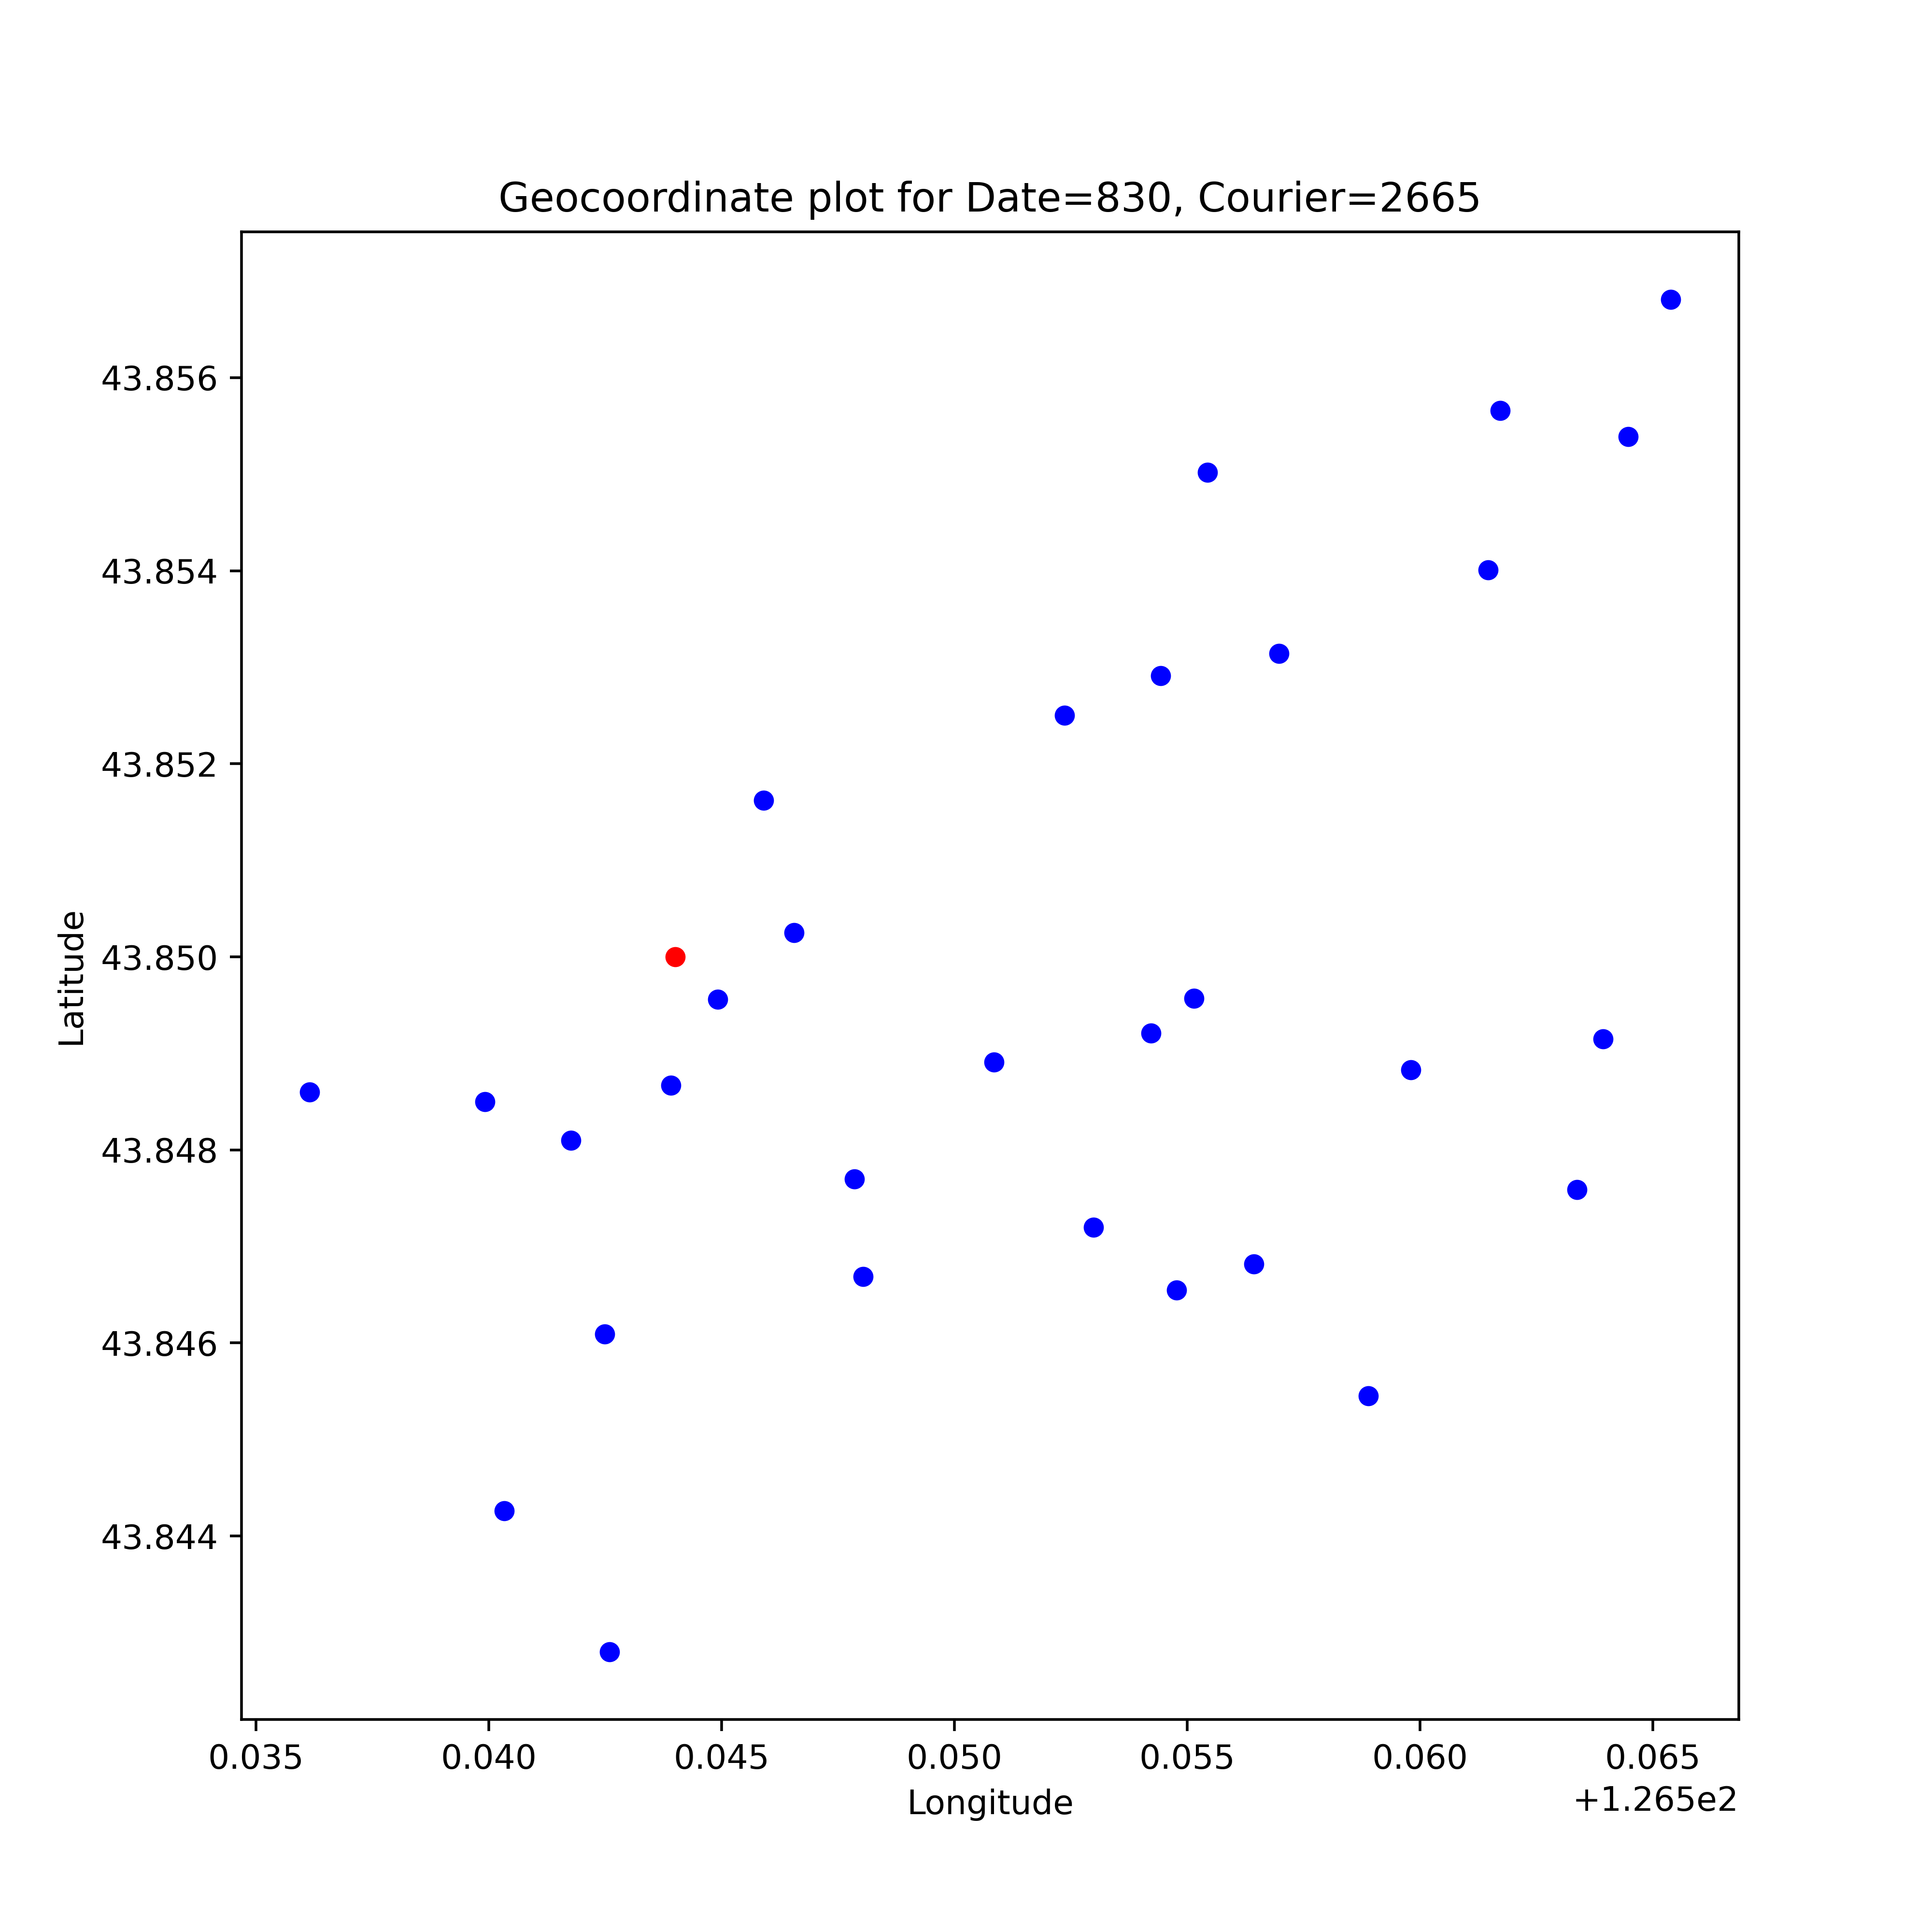 Geocoordinate plot for Date=830, Courier=2665
Latitude
43.856
43.854
43.852
43.850
43.848
43.846
43.844
0.035 0.040 0.045 0.050 0.055 0.060 0.065
Longitude
+1.265e2